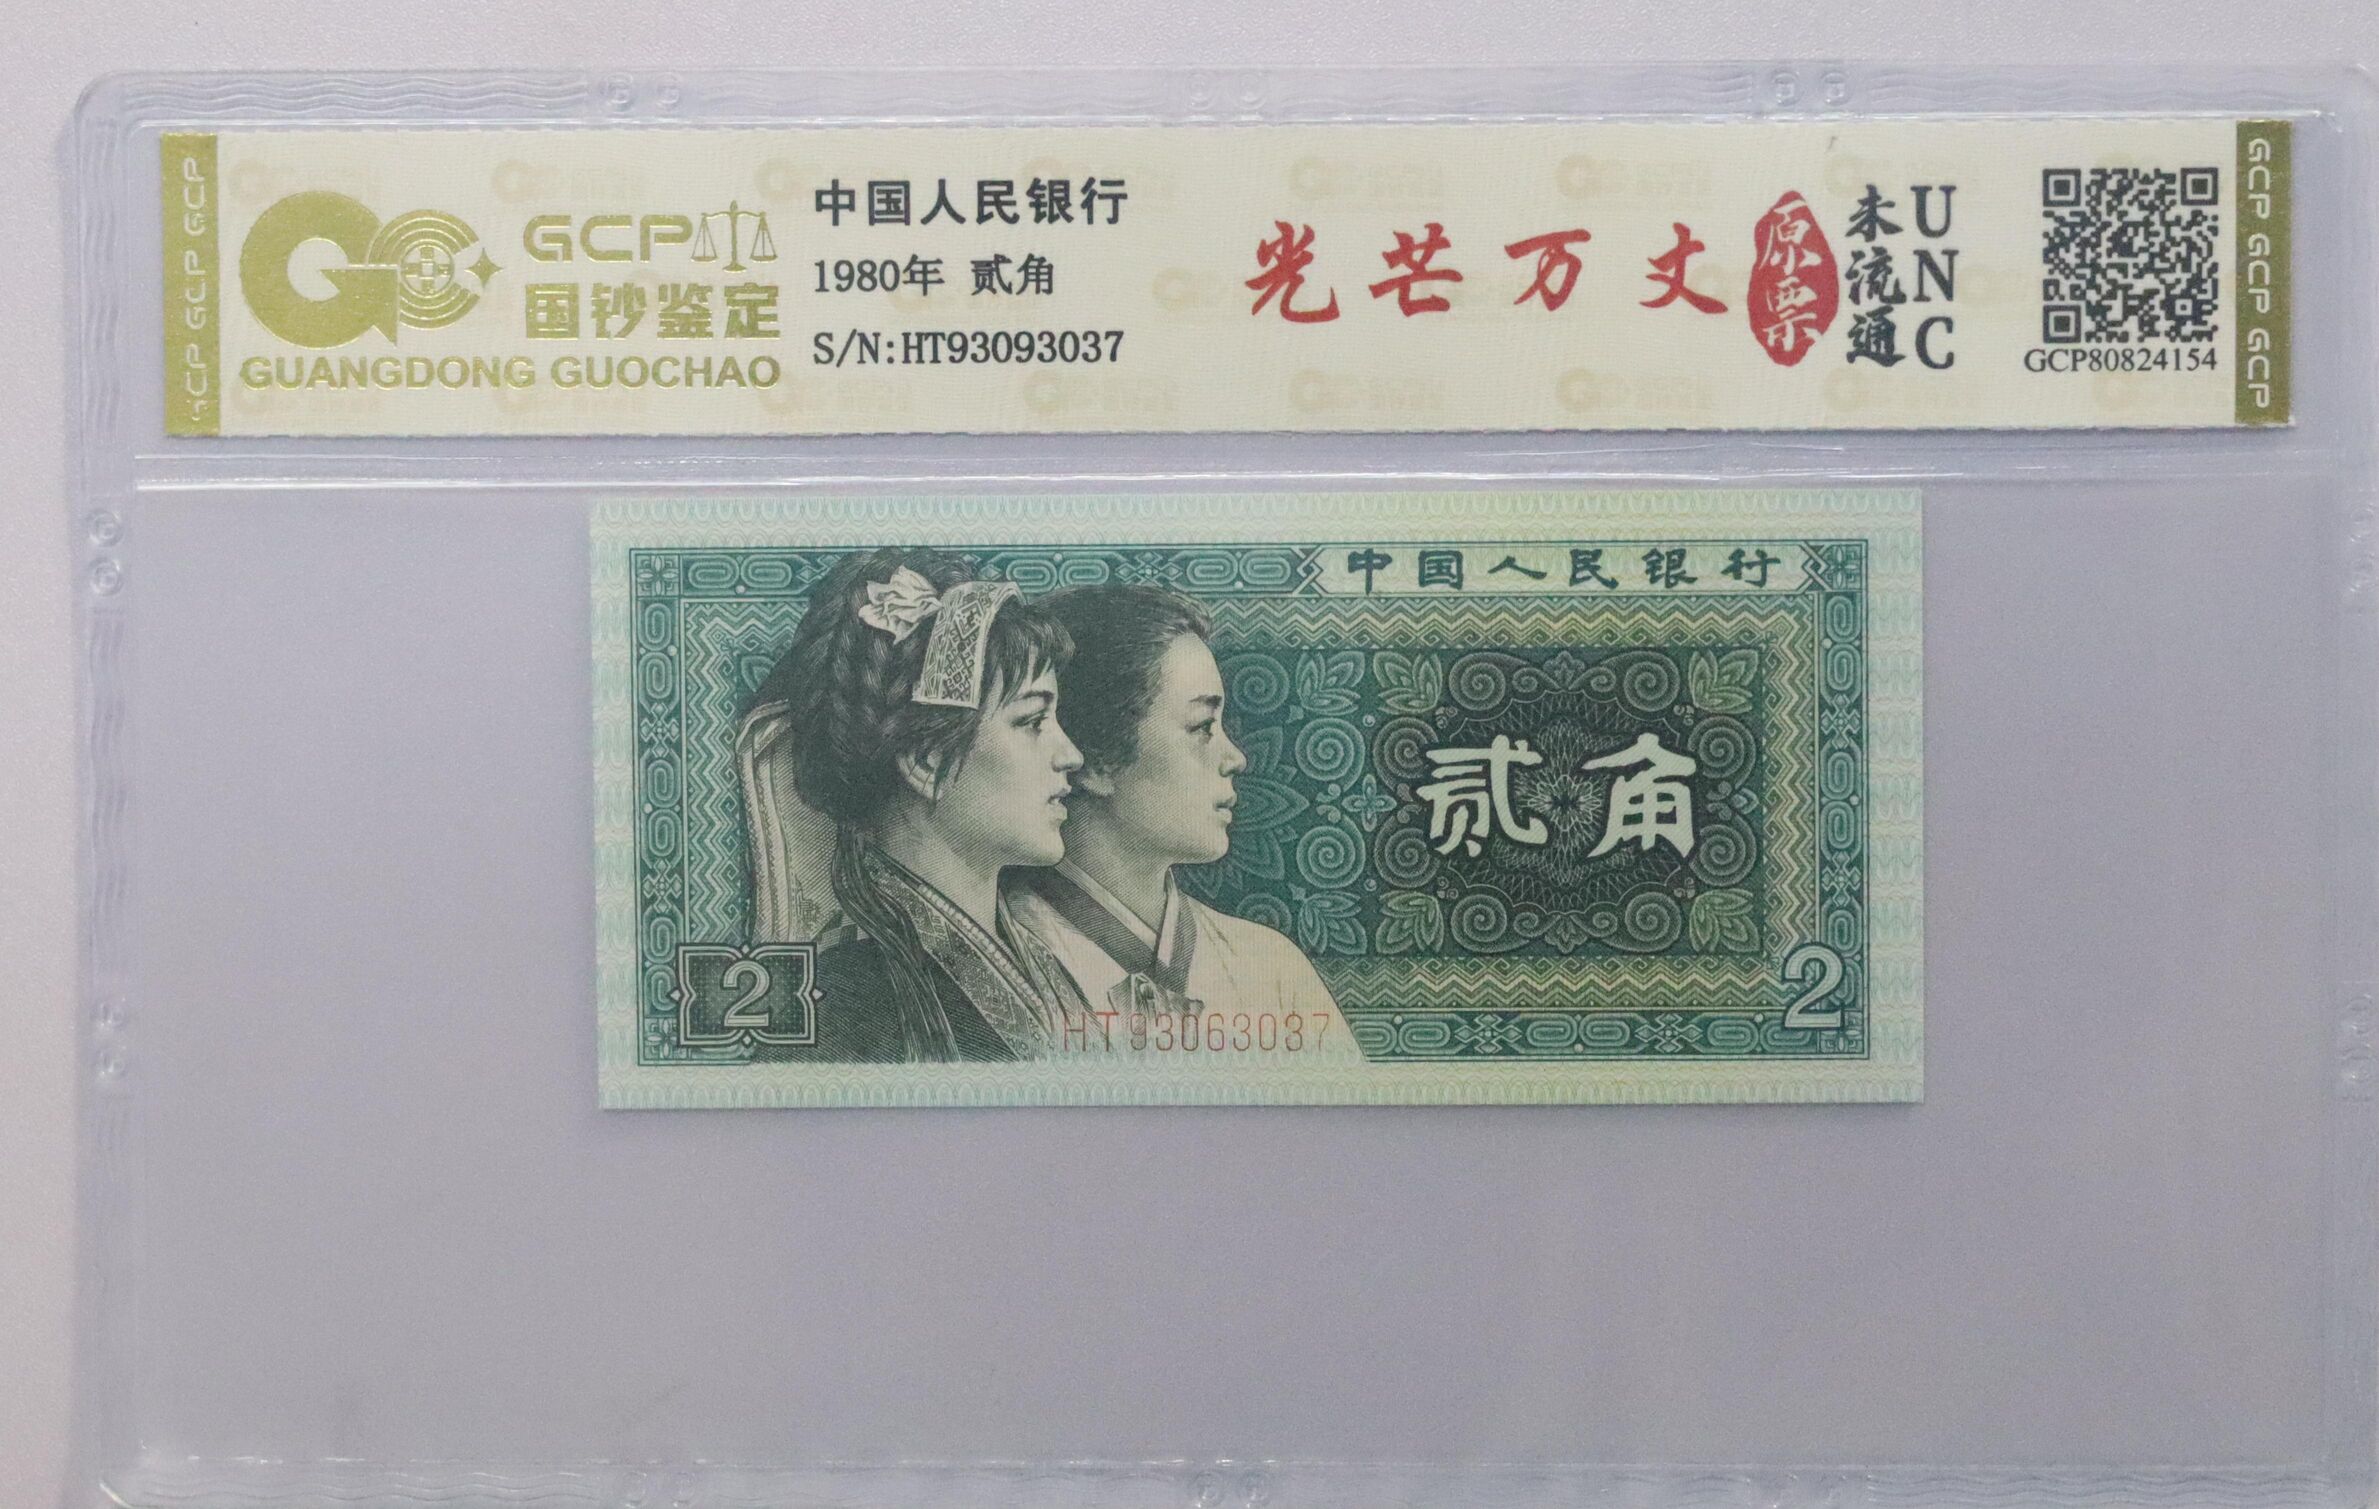 GCP
国钞鉴定
GUANGDONG GUOCHAO
中国人民银行
1980年 贰角
S/N:HT93093037
光芒万丈
原票
未流通
UNC
GCP80824154
GCP GCP GCP
GCP GCP GCP
中国人民银行
贰角
2
2
HT93063037